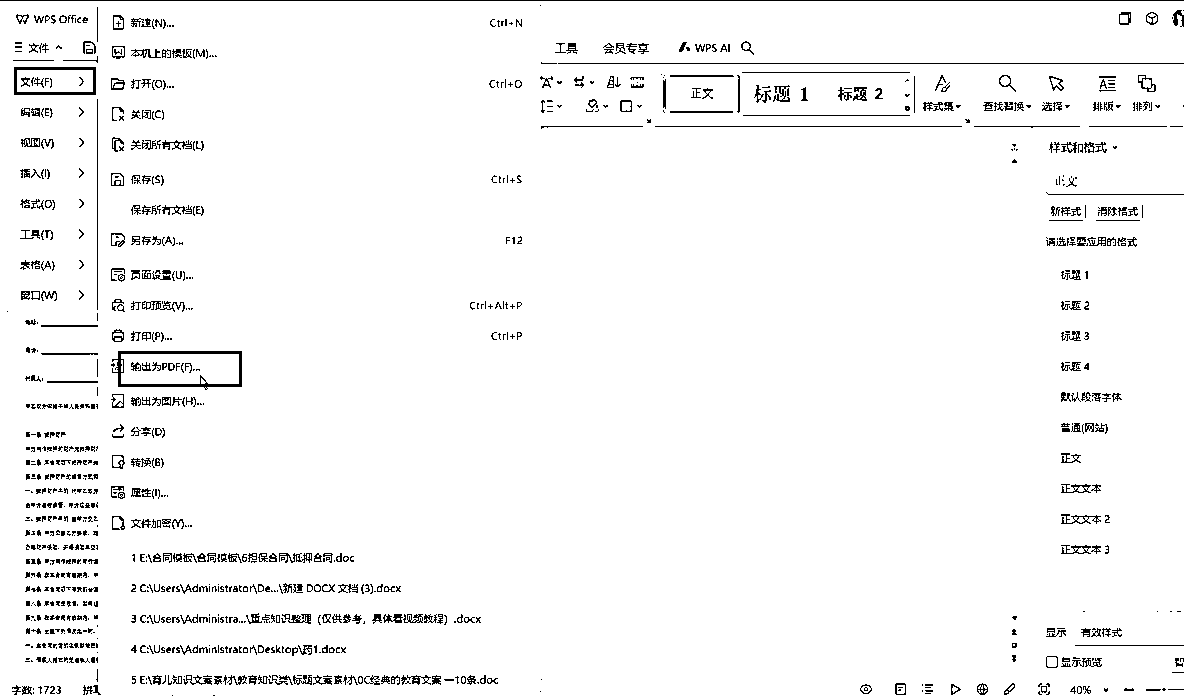 WPS Office
文件
工具 会员专享 WPS AI
文件(F)
编辑(E)
视图(V)
插入(I)
格式(O)
工具(T)
表格(A)
窗口(W)
新建(N)... Ctrl+N
本机上的模板(M)...
打开(O)... Ctrl+O
关闭(C)
关闭所有文档(L)
保存(S) Ctrl+S
保存所有文档(E)
另存为(A)... F12
页面设置(U)...
打印预览(V)... Ctrl+Alt+P
打印(P)... Ctrl+P
输出为PDF(F)...
输出为图片(H)...
分享(D)
转换(B)
属性(I)...
文件加密(Y)...
1 E:\合同模板\合同模板\6担保合同\抵押合同.doc
2 C:\Users\Administrator\De...\新建 DOCX 文档 (3).docx
3 C:\Users\Administra...\重点知识整理（仅供参考，具体看视频教程）.docx
4 C:\Users\Administrator\Desktop\药1.docx
5 E:\育儿知识文案素材\教育知识类\标题文案素材\0C经典的教育文案 一10条.docx
正文 标题 1 标题 2
样式集 查找替换 选择 排版 排列
样式和格式
正文
新样式 清除格式
请选择要应用的格式
标题 1
标题 2
标题 3
标题 4
默认段落字体
普通(网站)
正文
正文文本
正文文本 2
正文文本 3
显示 有效样式
显示预览
字数: 1723
40%